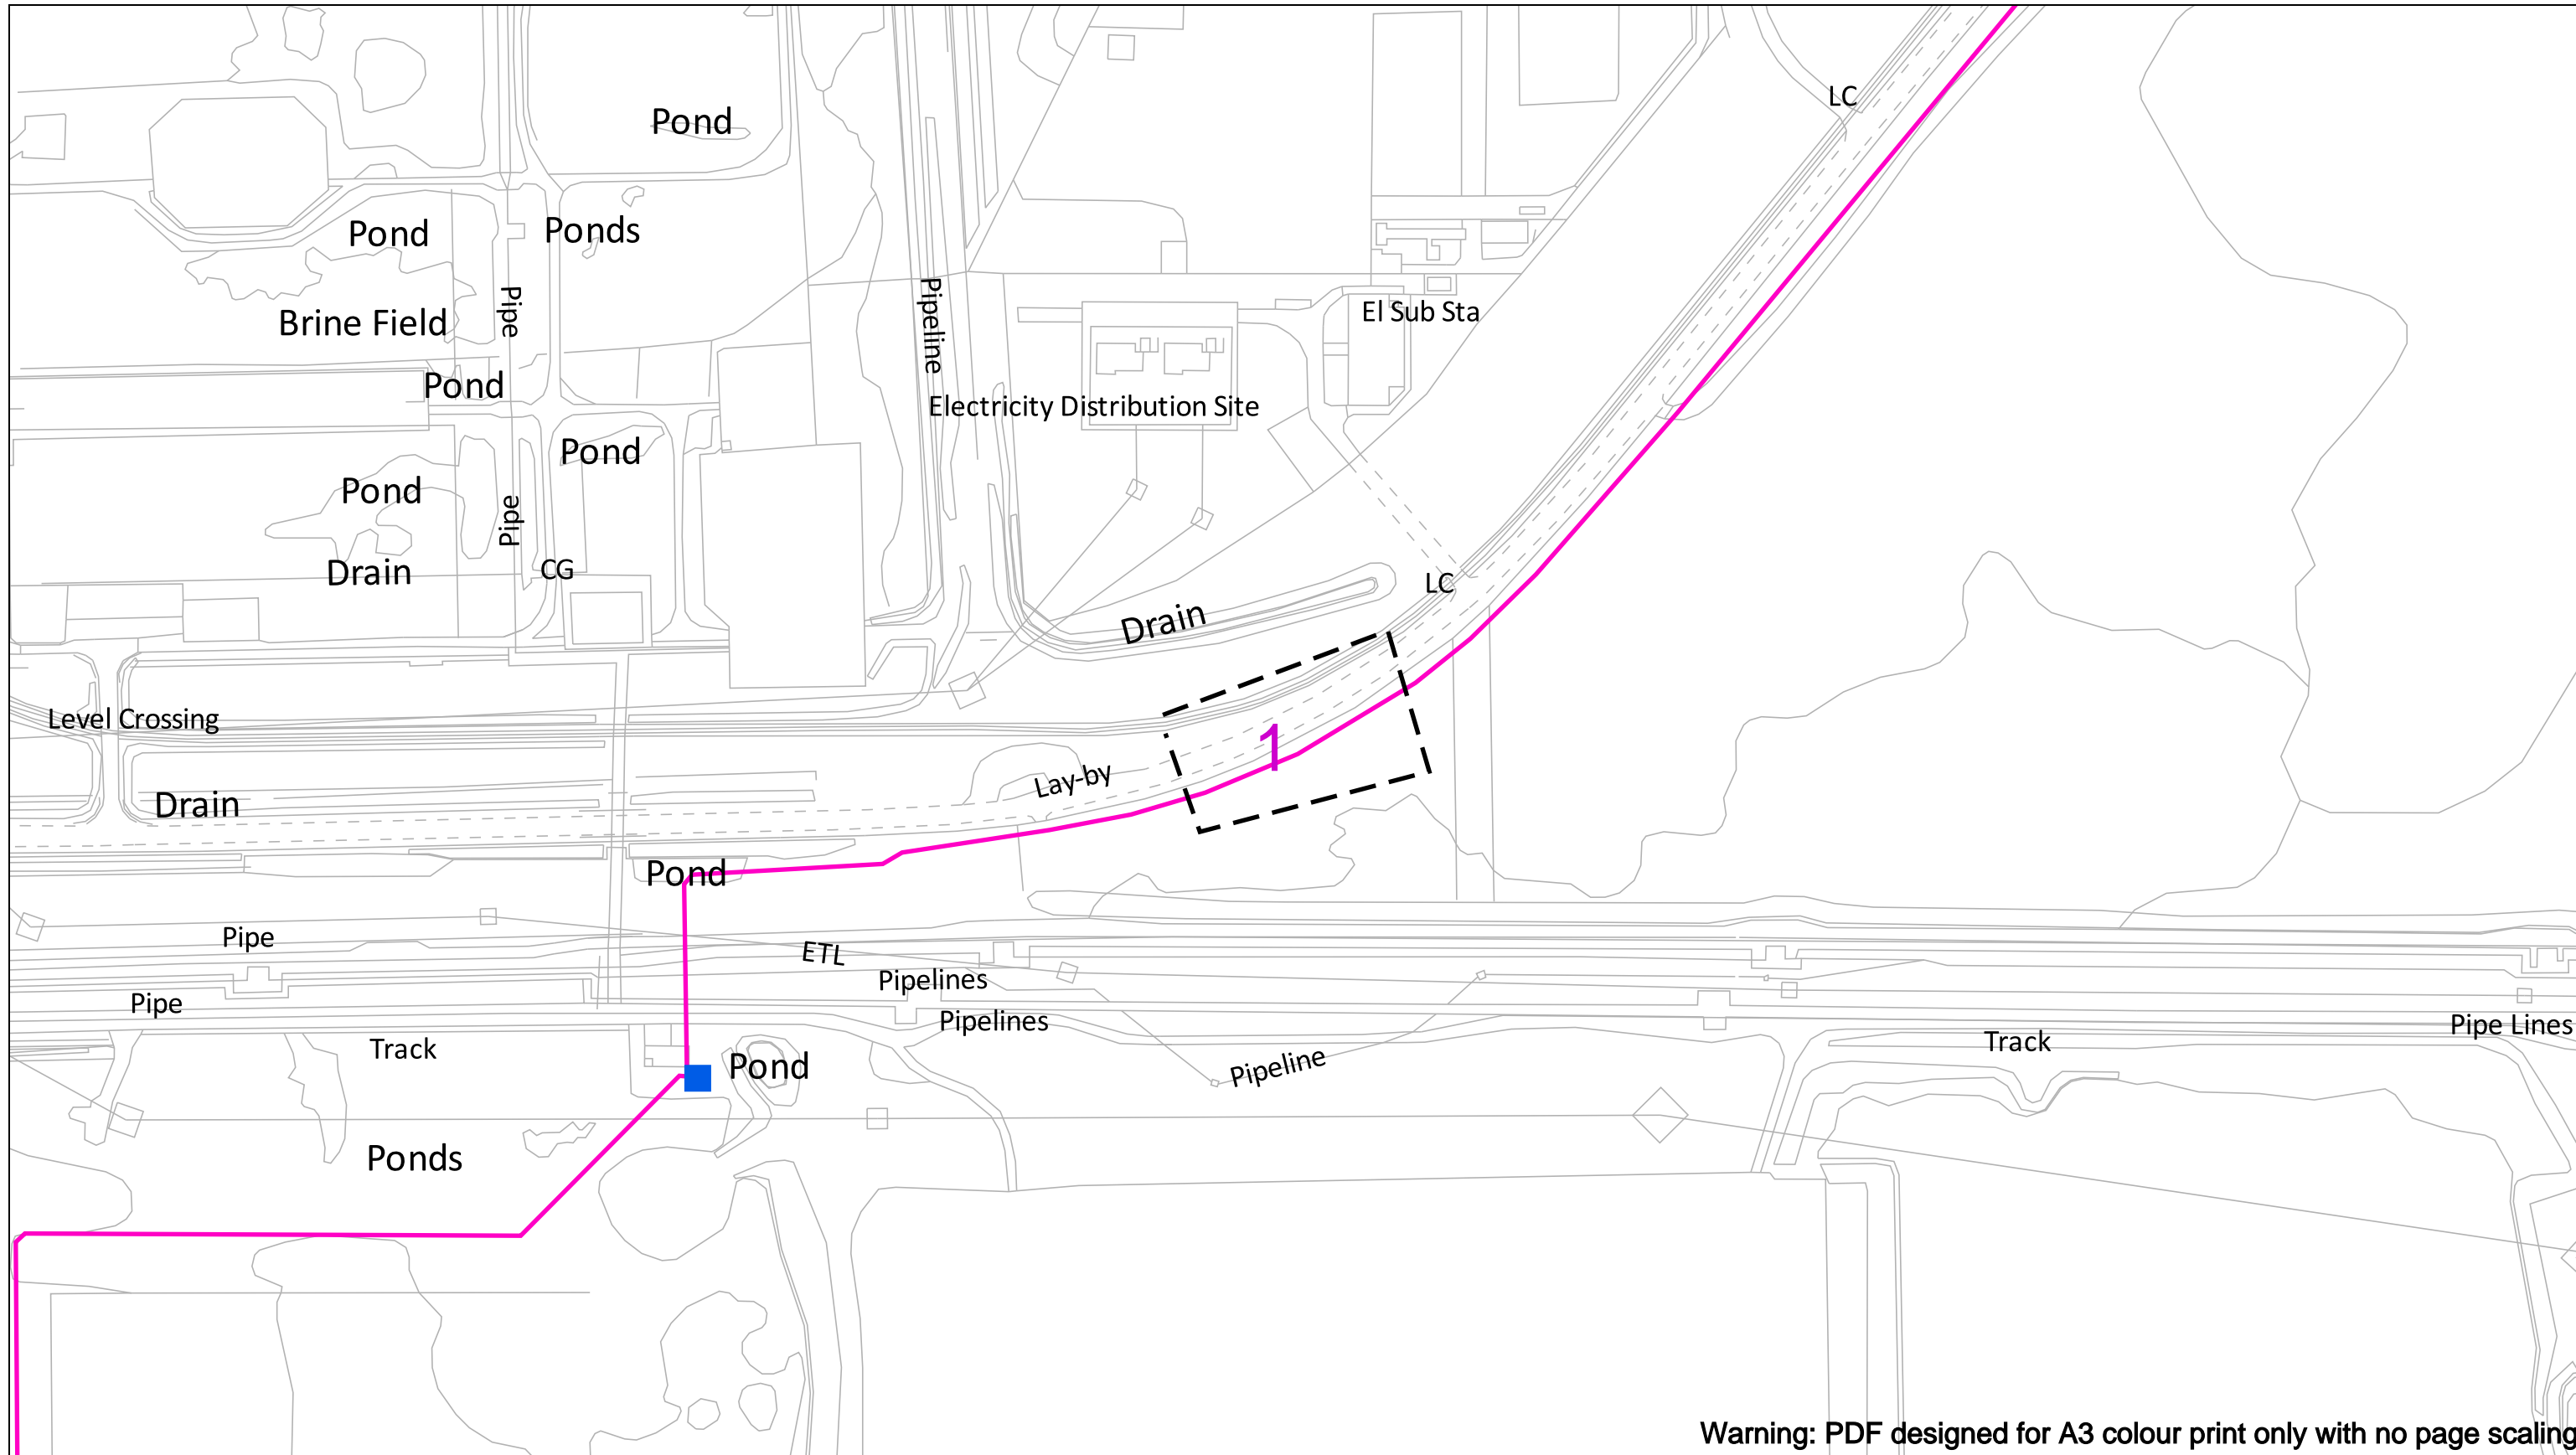 LC
Pond
Pond
Ponds
Pipe
Pipeline
Brine Field
El Sub Sta
Pond
Electricity Distribution Site
Pond
Pond
Pipe
Drain
CG
LC
Drain
Level Crossing
1
Lay-by
Drain
Pond
Pipe
ETL
Pipelines
Pipe
Pipelines
Pipe Lines
Track
Track
Pond
Pipeline
Ponds
Warning: PDF designed for A3 colour print only with no page scaling